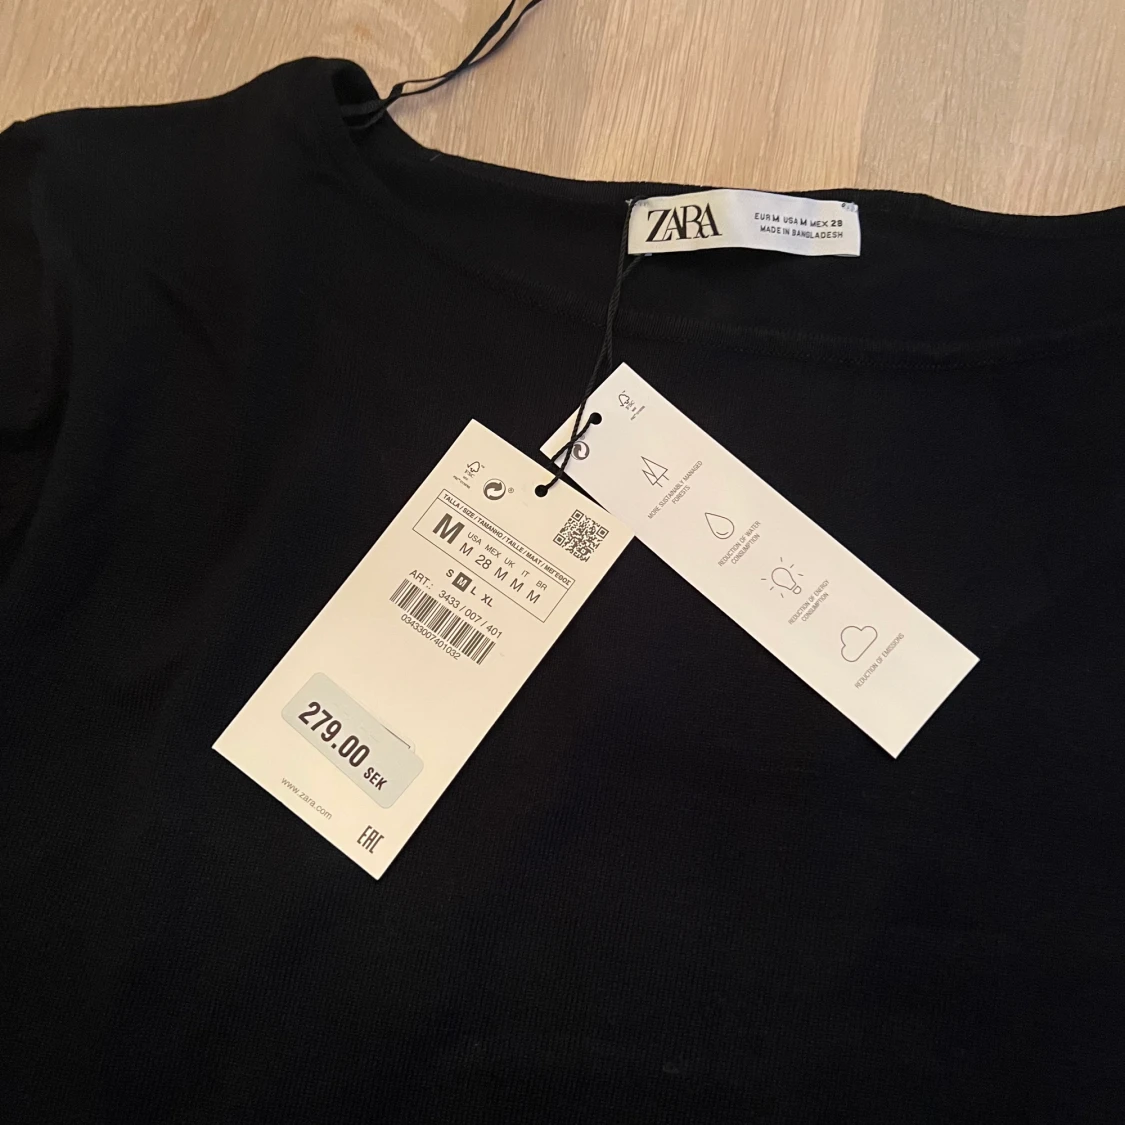 ZARA
EUR M USA M MEX 28
MADE IN BANGLADESH
FSC
TALLA / SIZE / TAMANHO / TAILLE / MAAT / ΜΕΓΕΘΟΣ
M
USA MEX UK IT BR
M 28 M M M
S M L XL
ART.: 3433 / 007 / 401
03433007401032
279.00 SEK
www.zara.com
EAC
MORE SUSTAINABLY MANAGED
FORESTS
REDUCTION OF WATER
CONSUMPTION
REDUCTION OF ENERGY
CONSUMPTION
REDUCTION OF EMISSIONS